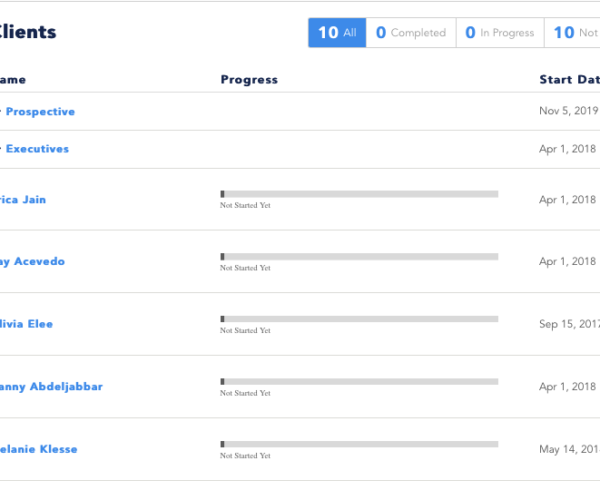 Clients
10 All 0 Completed 0 In Progress 10 Not
ame Progress Start Dat
Prospective Nov 5, 2019
Executives Apr 1, 2018
rica Jain Not Started Yet Apr 1, 2018
ay Acevedo Not Started Yet Apr 1, 2018
livia Elee Not Started Yet Sep 15, 2017
anny Abdeljabbar Not Started Yet Apr 1, 2018
elanie Klesse Not Started Yet May 14, 201